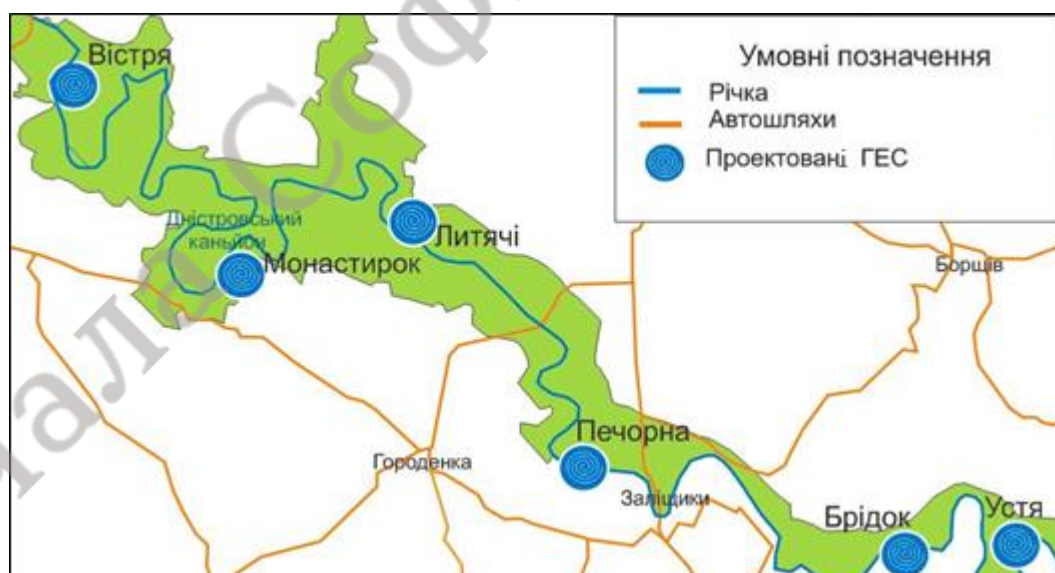 Вістря
Умовні позначення
Річка
Автошляхи
Проектовані ГЕС
Дністровський
каньйон
Литячі
Монастирок
Борщів
Печорна
Городенка
Заліщики
Брідок
Устя